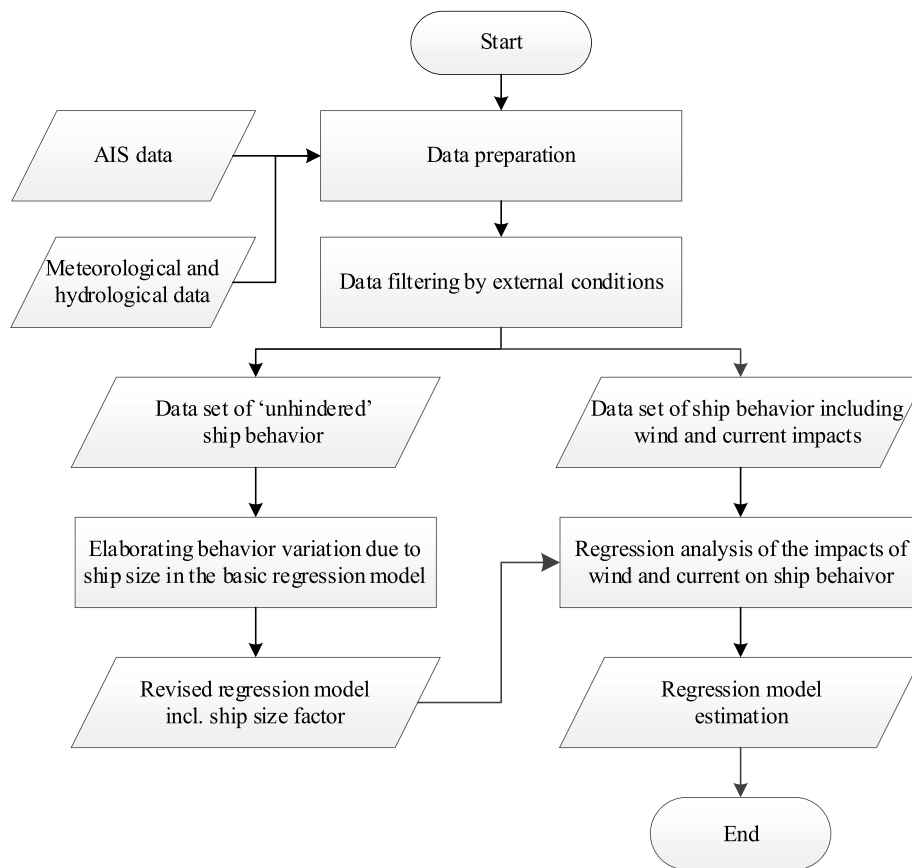 Start
AIS data
Data preparation
Meteorological and
hydrological data
Data filtering by external conditions
Data set of ‘unhindered’
ship behavior
Data set of ship behavior including
wind and current impacts
Elaborating behavior variation due to
ship size in the basic regression model
Regression analysis of the impacts of
wind and current on ship behaivor
Revised regression model
incl. ship size factor
Regression model
estimation
End